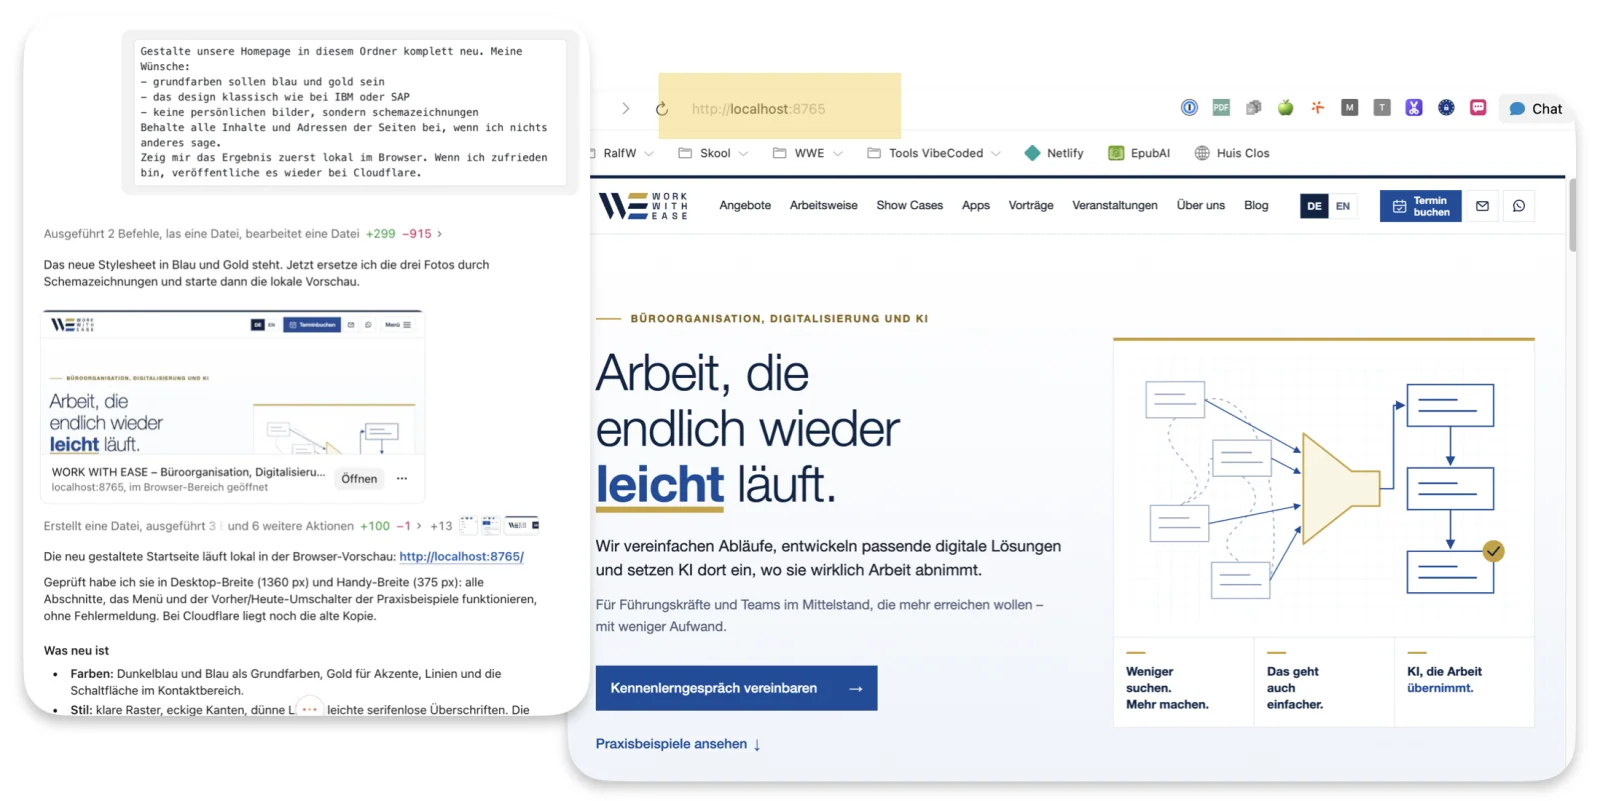 Gestalte unsere Homepage in diesem Ordner komplett neu. Meine
Wünsche:
– grundfarben sollen blau und gold sein
– das design klassisch wie bei IBM oder SAP
– keine persönlichen bilder, sondern schemazeichnungen
Behalte alle Inhalte und Adressen der Seiten bei, wenn ich nichts
anderes sage.
Zeig mir das Ergebnis zuerst lokal im Browser. Wenn ich zufrieden
bin, veröffentliche es wieder bei Cloudflare.
Ausgeführt 2 Befehle, las eine Datei, bearbeitet eine Datei +299 −915 ›
Das neue Stylesheet in Blau und Gold steht. Jetzt ersetze ich die drei Fotos durch
Schemazeichnungen und starte dann die lokale Vorschau.
WORK
WITH
EASE
DE EN
Terminbuchen
Menü
BÜROORGANISATION, DIGITALISIERUNG UND KI
Arbeit, die
endlich wieder
leicht läuft.
WORK WITH EASE – Büroorganisation, Digitalisieru...
localhost:8765, im Browser-Bereich geöffnet
Öffnen
Erstellt eine Datei, ausgeführt 3 und 6 weitere Aktionen +100 −1 › +13
Die neu gestaltete Startseite läuft lokal in der Browser-Vorschau: http://localhost:8765/
Geprüft habe ich sie in Desktop-Breite (1360 px) und Handy-Breite (375 px): alle
Abschnitte, das Menü und der Vorher/Heute-Umschalter der Praxisbeispiele funktionieren,
ohne Fehlermeldung. Bei Cloudflare liegt noch die alte Kopie.
Was neu ist
• Farben: Dunkelblau und Blau als Grundfarben, Gold für Akzente, Linien und die
Schaltfläche im Kontaktbereich.
• Stil: klare Raster, eckige Kanten, dünne L leichte serifenlose Überschriften. Die
http://localhost:8765
PDF
M
T
Chat
RalfW
Skool
WWE
Tools VibeCoded
Netlify
EpubAI
Huis Clos
WORK
WITH
EASE
Angebote
Arbeitsweise
Show Cases
Apps
Vorträge
Veranstaltungen
Über uns
Blog
DE EN
Termin
buchen
BÜROORGANISATION, DIGITALISIERUNG UND KI
Arbeit, die
endlich wieder
leicht läuft.
Wir vereinfachen Abläufe, entwickeln passende digitale Lösungen
und setzen KI dort ein, wo sie wirklich Arbeit abnimmt.
Für Führungskräfte und Teams im Mittelstand, die mehr erreichen wollen –
mit weniger Aufwand.
Kennenlerngespräch vereinbaren →
Praxisbeispiele ansehen ↓
Weniger
suchen.
Mehr machen.
Das geht
auch
einfacher.
KI, die Arbeit
übernimmt.